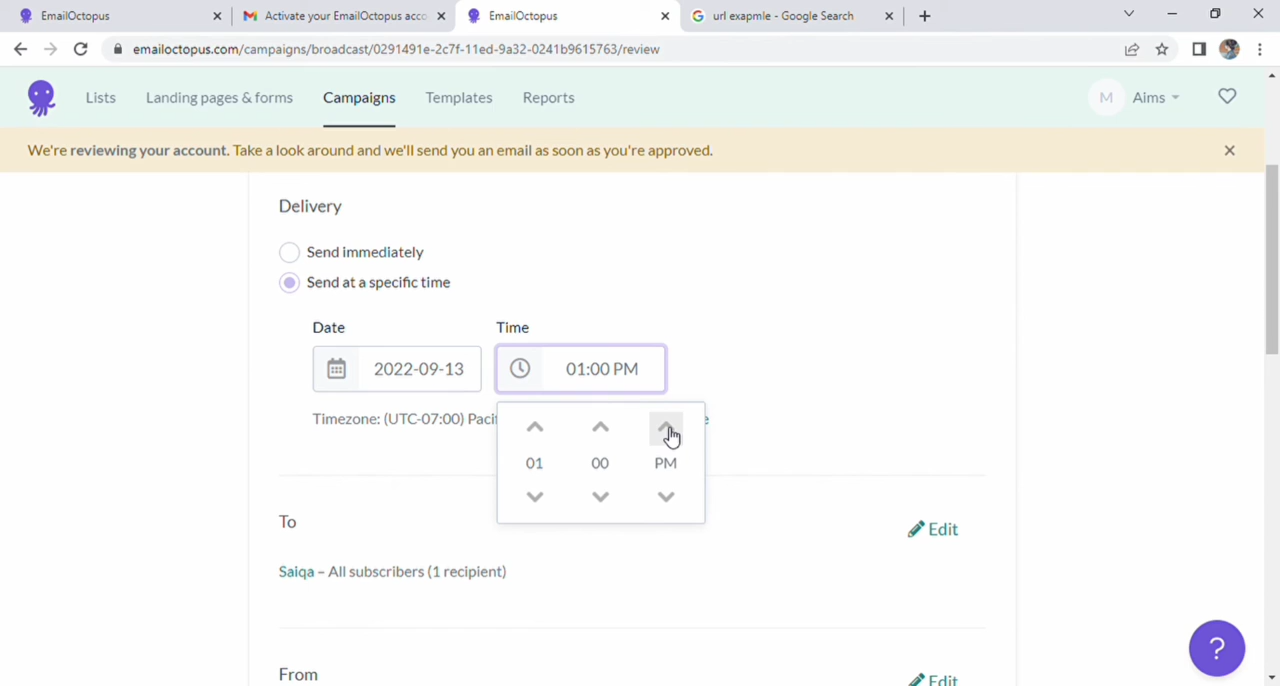 EmailOctopus
Activate your EmailOctopus acco
EmailOctopus
url exapmle - Google Search
emailoctopus.com/campaigns/broadcast/0291491e-2c7f-11ed-9a32-0241b9615763/review
Lists
Landing pages & forms
Campaigns
Templates
Reports
M
Aims
We're reviewing your account. Take a look around and we'll send you an email as soon as you're approved.
Delivery
Send immediately
Send at a specific time
Date
Time
2022-09-13
01:00 PM
Timezone: (UTC-07:00) Pacif
01
00
PM
To
Edit
Saiqa – All subscribers (1 recipient)
From
Edit
?